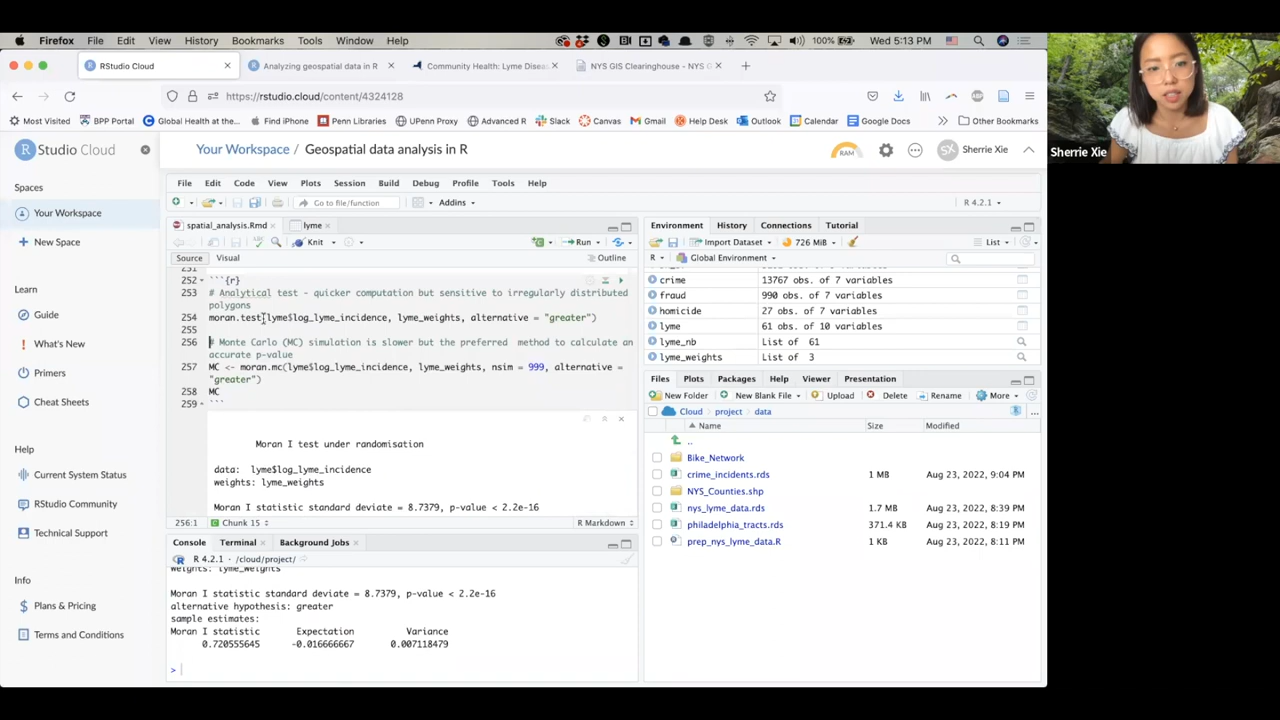 Firefox File Edit View History Bookmarks Tools Window Help 100% Wed 5:13 PM
RStudio Cloud Analyzing geospatial data in R Community Health: Lyme Diseas NYS GIS Clearinghouse - NYS O
https://rstudio.cloud/content/4324128
Most Visited BPP Portal Global Health at the... Find iPhone Penn Libraries UPenn Proxy Advanced R Slack Canvas Gmail Help Desk Outlook Calendar Google Docs Other Bookmarks
Sherrie Xie
R Studio Cloud
Your Workspace / Geospatial data analysis in R
RAM
SX Sherrie Xie
Spaces
Your Workspace
New Space
Learn
Guide
What's New
Primers
Cheat Sheets
Help
Current System Status
RStudio Community
Technical Support
Info
Plans & Pricing
Terms and Conditions
File Edit Code View Plots Session Build Debug Profile Tools Help
Go to file/function Addins R 4.2.1
spatial_analysis.Rmd lyme
Knit Run
Source Visual Outline
251
252 ```{r}
253 # Analytical test - quicker computation but sensitive to irregularly distributed
polygons
254 moran.test(lyme$log_lyme_incidence, lyme_weights, alternative = "greater")
255
256 # Monte Carlo (MC) simulation is slower but the preferred method to calculate an
accurate p-value
257 MC <- moran.mc(lyme$log_lyme_incidence, lyme_weights, nsim = 999, alternative =
"greater")
258 MC
259 ```
Moran I test under randomisation
data: lyme$log_lyme_incidence
weights: lyme_weights
Moran I statistic standard deviate = 8.7379, p-value < 2.2e-16
256:1 Chunk 15 R Markdown
Console Terminal Background Jobs
R 4.2.1 · /cloud/project/
weights: lyme_weights
Moran I statistic standard deviate = 8.7379, p-value < 2.2e-16
alternative hypothesis: greater
sample estimates:
Moran I statistic Expectation Variance
0.720555645 -0.016666667 0.007118479
>
Environment History Connections Tutorial
Import Dataset 726 MiB List
R Global Environment
crime 13767 obs. of 7 variables
fraud 990 obs. of 7 variables
homicide 27 obs. of 7 variables
lyme 61 obs. of 10 variables
lyme_nb List of 61
lyme_weights List of 3
Files Plots Packages Help Viewer Presentation
New Folder New Blank File Upload Delete Rename More
Cloud project data
Name Size Modified
..
Bike_Network
crime_incidents.rds 1 MB Aug 23, 2022, 9:04 PM
NYS_Counties.shp
nys_lyme_data.rds 1.7 MB Aug 23, 2022, 8:39 PM
philadelphia_tracts.rds 371.4 KB Aug 23, 2022, 8:19 PM
prep_nys_lyme_data.R 1 KB Aug 23, 2022, 8:11 PM